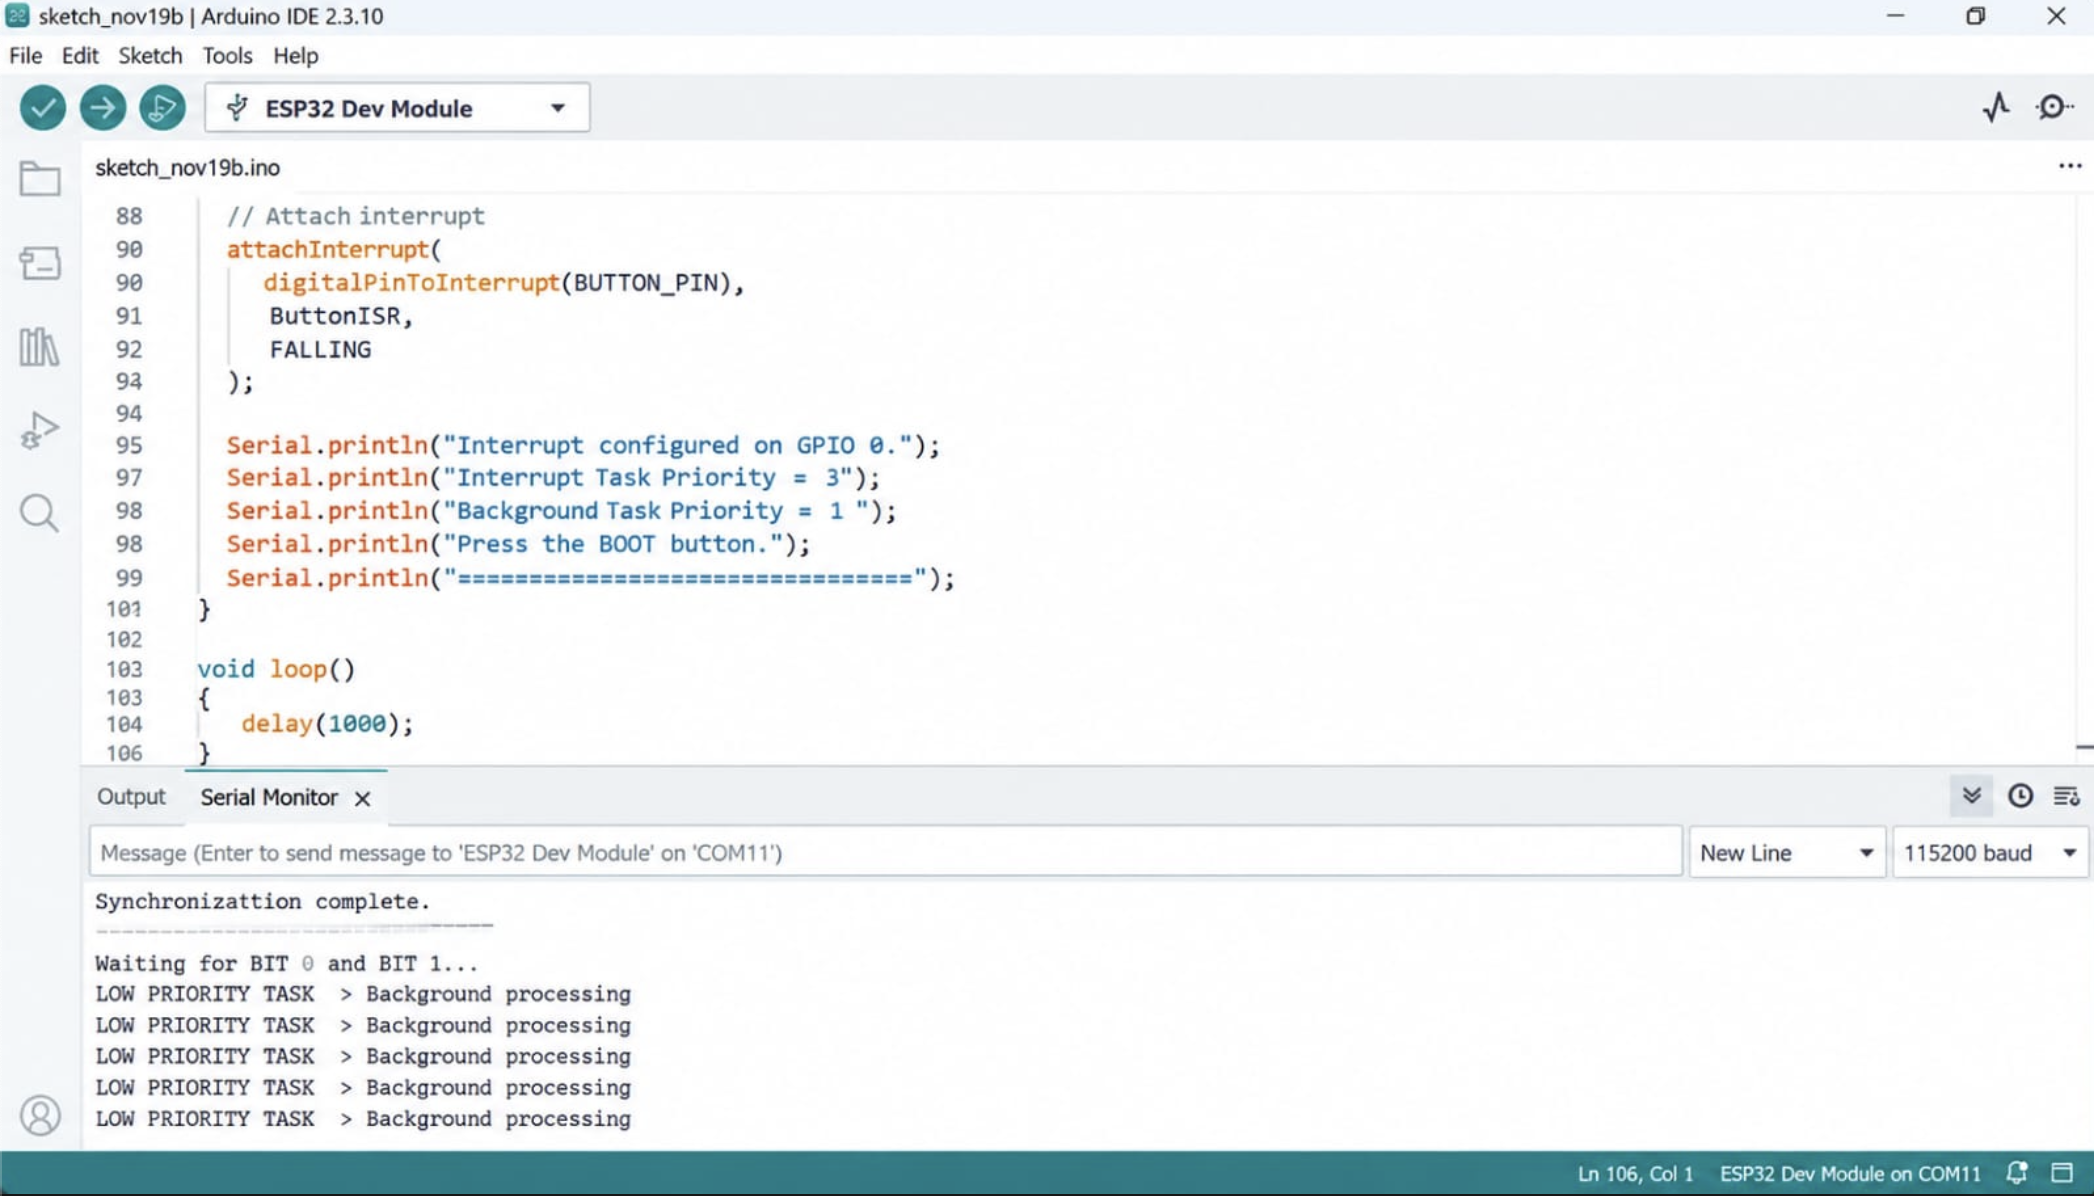 sketch_nov19b | Arduino IDE 2.3.10
File Edit Sketch Tools Help
ESP32 Dev Module
sketch_nov19b.ino
88 // Attach interrupt
90 attachInterrupt(
90 digitalPinToInterrupt(BUTTON_PIN),
91 ButtonISR,
92 FALLING
93 );
94
95 Serial.println("Interrupt configured on GPIO 0.");
97 Serial.println("Interrupt Task Priority = 3");
98 Serial.println("Background Task Priority = 1 ");
98 Serial.println("Press the BOOT button.");
99 Serial.println("================================");
}
102
103 void loop()
103 {
104 delay(1000);
106 }
Output Serial Monitor
Message (Enter to send message to 'ESP32 Dev Module' on 'COM11') New Line 115200 baud
Synchronizattion complete.
-------------------------------
Waiting for BIT 0 and BIT 1...
LOW PRIORITY TASK > Background processing
LOW PRIORITY TASK > Background processing
LOW PRIORITY TASK > Background processing
LOW PRIORITY TASK > Background processing
LOW PRIORITY TASK > Background processing
Ln 106, Col 1 ESP32 Dev Module on COM11